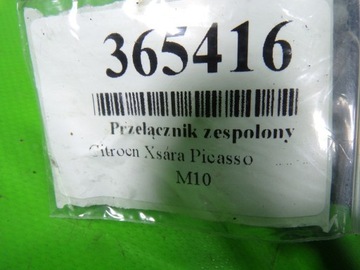 365416
Przełącznik zespolony
Citroen Xsara Picasso
M10